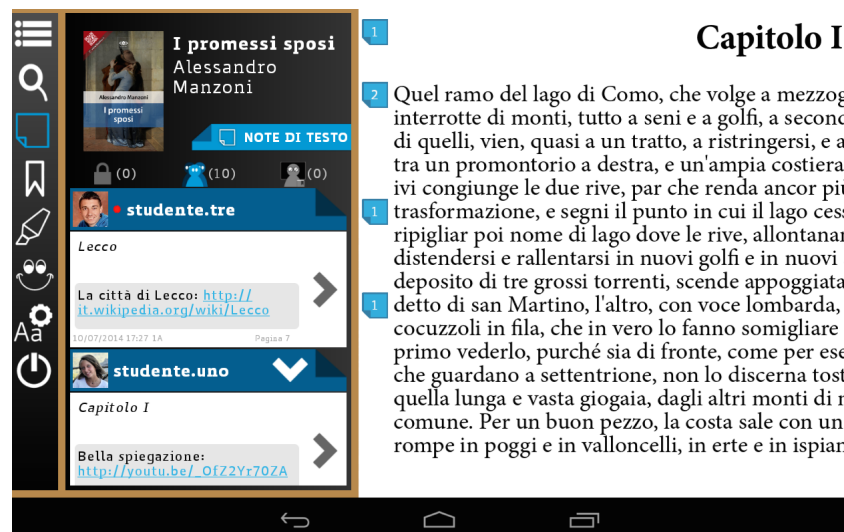 I promessi sposi
Alessandro
Manzoni
Alessandro Manzoni
I promessi
sposi
NOTE DI TESTO
(0)
(10)
(0)
studente.tre
Lecco
La città di Lecco: http://
it.wikipedia.org/wiki/Lecco
10/07/2014 17:27 1A
Pagina 7
studente.uno
Capitolo I
Bella spiegazione:
http://youtu.be/_OfZ2Yr70ZA
Aa
1
Capitolo I
2
Quel ramo del lago di Como, che volge a mezzog
interrotte di monti, tutto a seni e a golfi, a second
di quelli, vien, quasi a un tratto, a ristringersi, e a
tra un promontorio a destra, e un'ampia costiera
ivi congiunge le due rive, par che renda ancor più
1
trasformazione, e segni il punto in cui il lago cess
ripigliar poi nome di lago dove le rive, allontanan
distendersi e rallentarsi in nuovi golfi e in nuovi
deposito di tre grossi torrenti, scende appoggiata
1
detto di san Martino, l'altro, con voce lombarda,
cocuzzoli in fila, che in vero lo fanno somigliare
primo vederlo, purché sia di fronte, come per ese
che guardano a settentrione, non lo discerna tost
quella lunga e vasta giogaia, dagli altri monti di n
comune. Per un buon pezzo, la costa sale con un
rompe in poggi e in valloncelli, in erte e in ispian